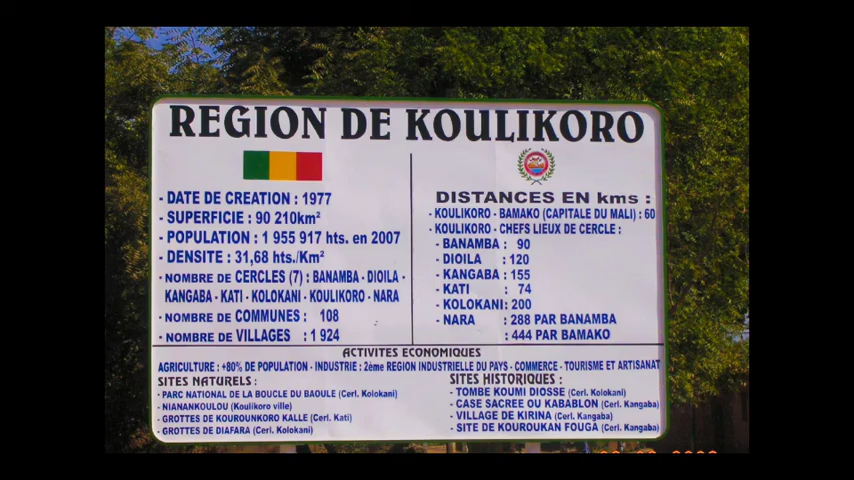 REGION DE KOULIKORO
- DATE DE CREATION : 1977
- SUPERFICIE : 90 210km²
- POPULATION : 1 955 917 hts. en 2007
- DENSITE : 31,68 hts./Km²
- NOMBRE DE CERCLES (7) : BANAMBA - DIOILA -
KANGABA - KATI - KOLOKANI - KOULIKORO - NARA
- NOMBRE DE COMMUNES : 108
- NOMBRE DE VILLAGES : 1 924
DISTANCES EN kms :
- KOULIKORO - BAMAKO (CAPITALE DU MALI) : 60
- KOULIKORO - CHEFS LIEUX DE CERCLE :
- BANAMBA : 90
- DIOILA : 120
- KANGABA : 155
- KATI : 74
- KOLOKANI : 200
- NARA : 288 PAR BANAMBA
: 444 PAR BAMAKO
ACTIVITES ECONOMIQUES
AGRICULTURE : +80% DE POPULATION - INDUSTRIE : 2ème REGION INDUSTRIELLE DU PAYS - COMMERCE - TOURISME ET ARTISANAT
SITES NATURELS :
- PARC NATIONAL DE LA BOUCLE DU BAOULE (Cerl. Kolokani)
- NIANANKOULOU (Koulikoro ville)
- GROTTES DE KOUROUNKORO KALLE (Cerl. Kati)
- GROTTES DE DIAFARA (Cerl. Kolokani)
SITES HISTORIQUES :
- TOMBE KOUMI DIOSSE (Cerl. Kolokani)
- CASE SACREE OU KABABLON (Cerl. Kangaba)
- VILLAGE DE KIRINA (Cerl. Kangaba)
- SITE DE KOUROUKAN FOUGA (Cerl. Kangaba)